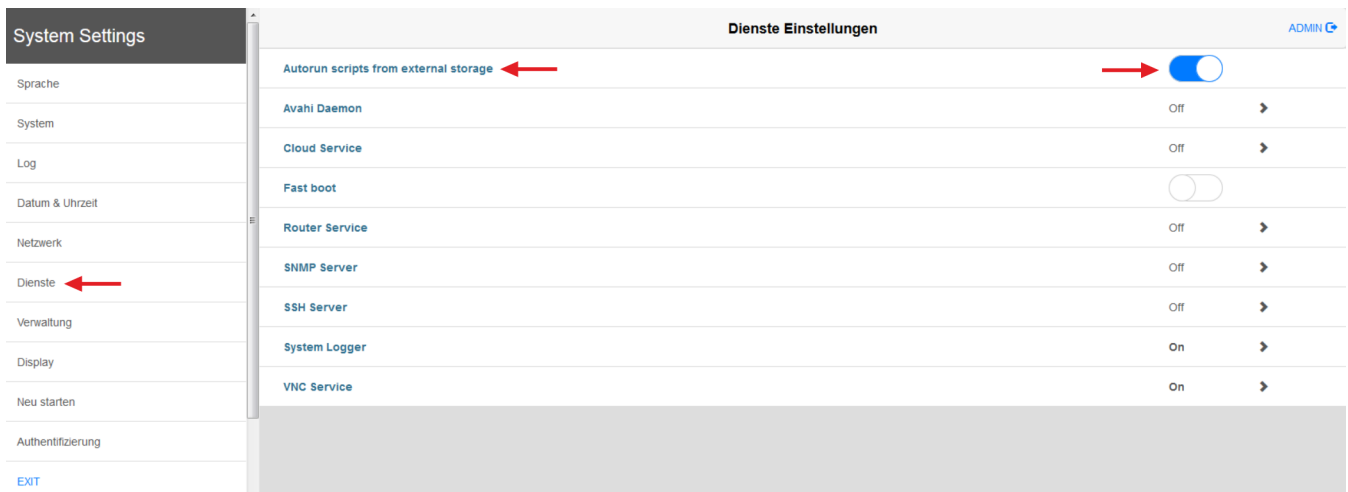 System Settings
Sprache
System
Log
Datum & Uhrzeit
Netzwerk
Dienste
Verwaltung
Display
Neu starten
Authentifizierung
EXIT
Dienste Einstellungen
ADMIN
Autorun scripts from external storage
Avahi Daemon Off
Cloud Service Off
Fast boot
Router Service Off
SNMP Server Off
SSH Server Off
System Logger On
VNC Service On